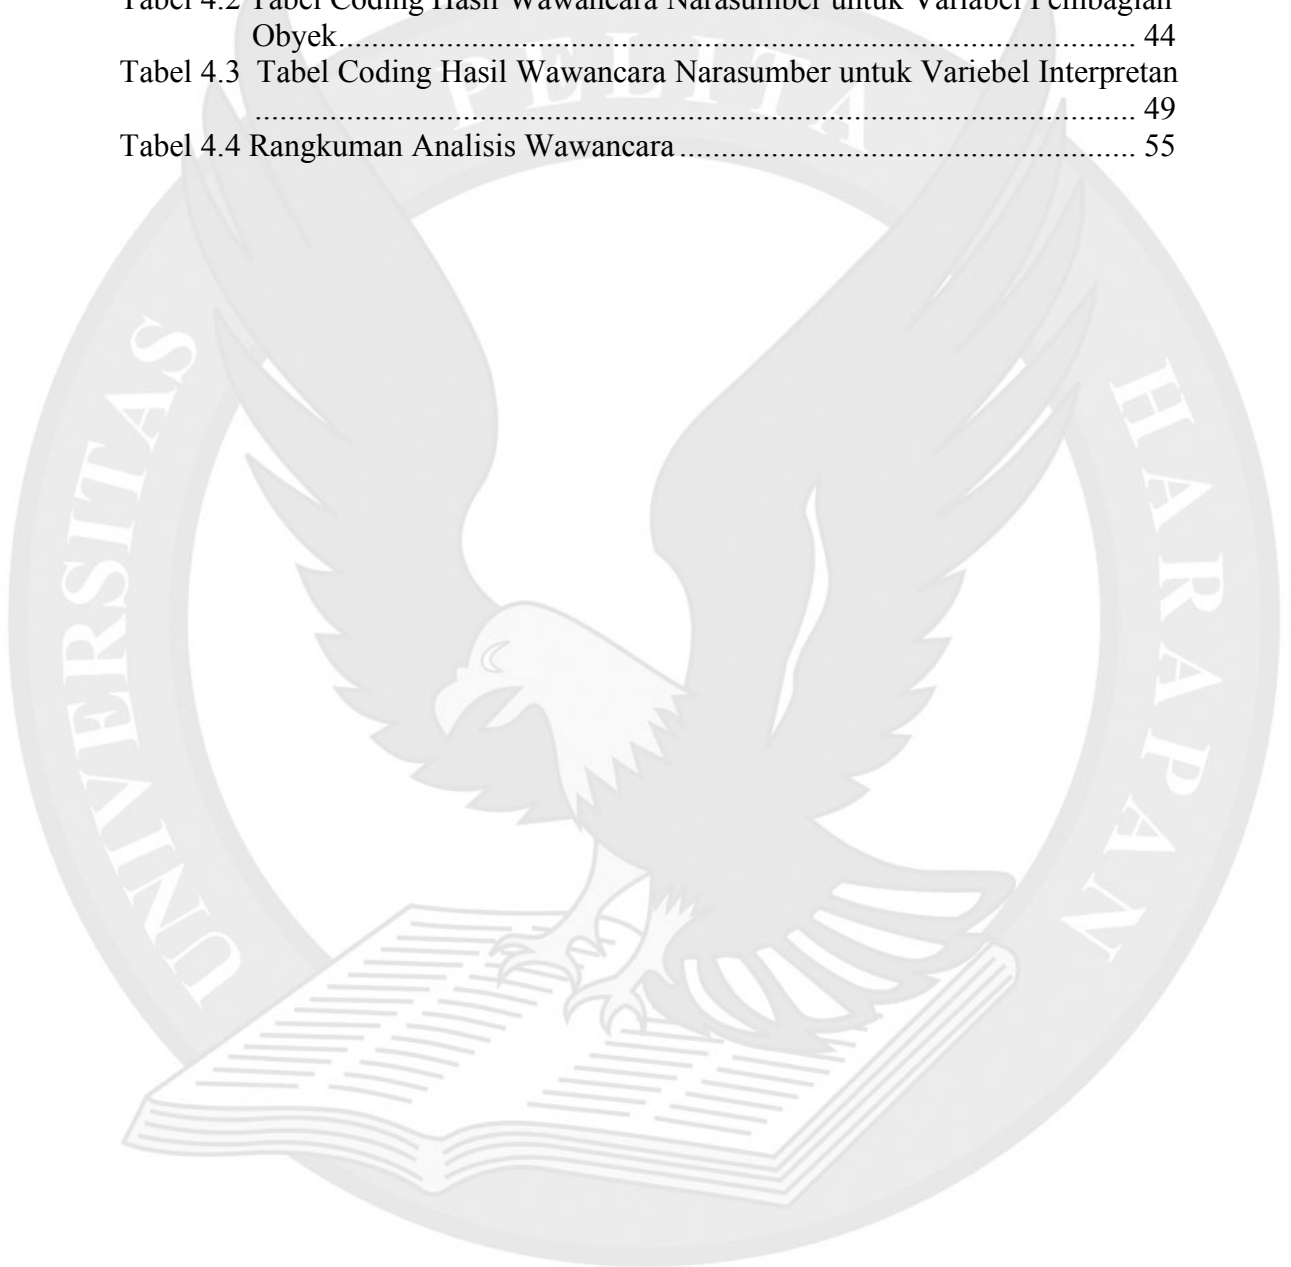 Tabel 4.2 Tabel Coding Hasil Wawancara Narasumber untuk Variabel Pembagian
Obyek.................................................................................................... 44
Tabel 4.3 Tabel Coding Hasil Wawancara Narasumber untuk Variebel Interpretan
............................................................................................................... 49
Tabel 4.4 Rangkuman Analisis Wawancara.......................................................... 55
UNIVERSITAS PELITA HARAPAN